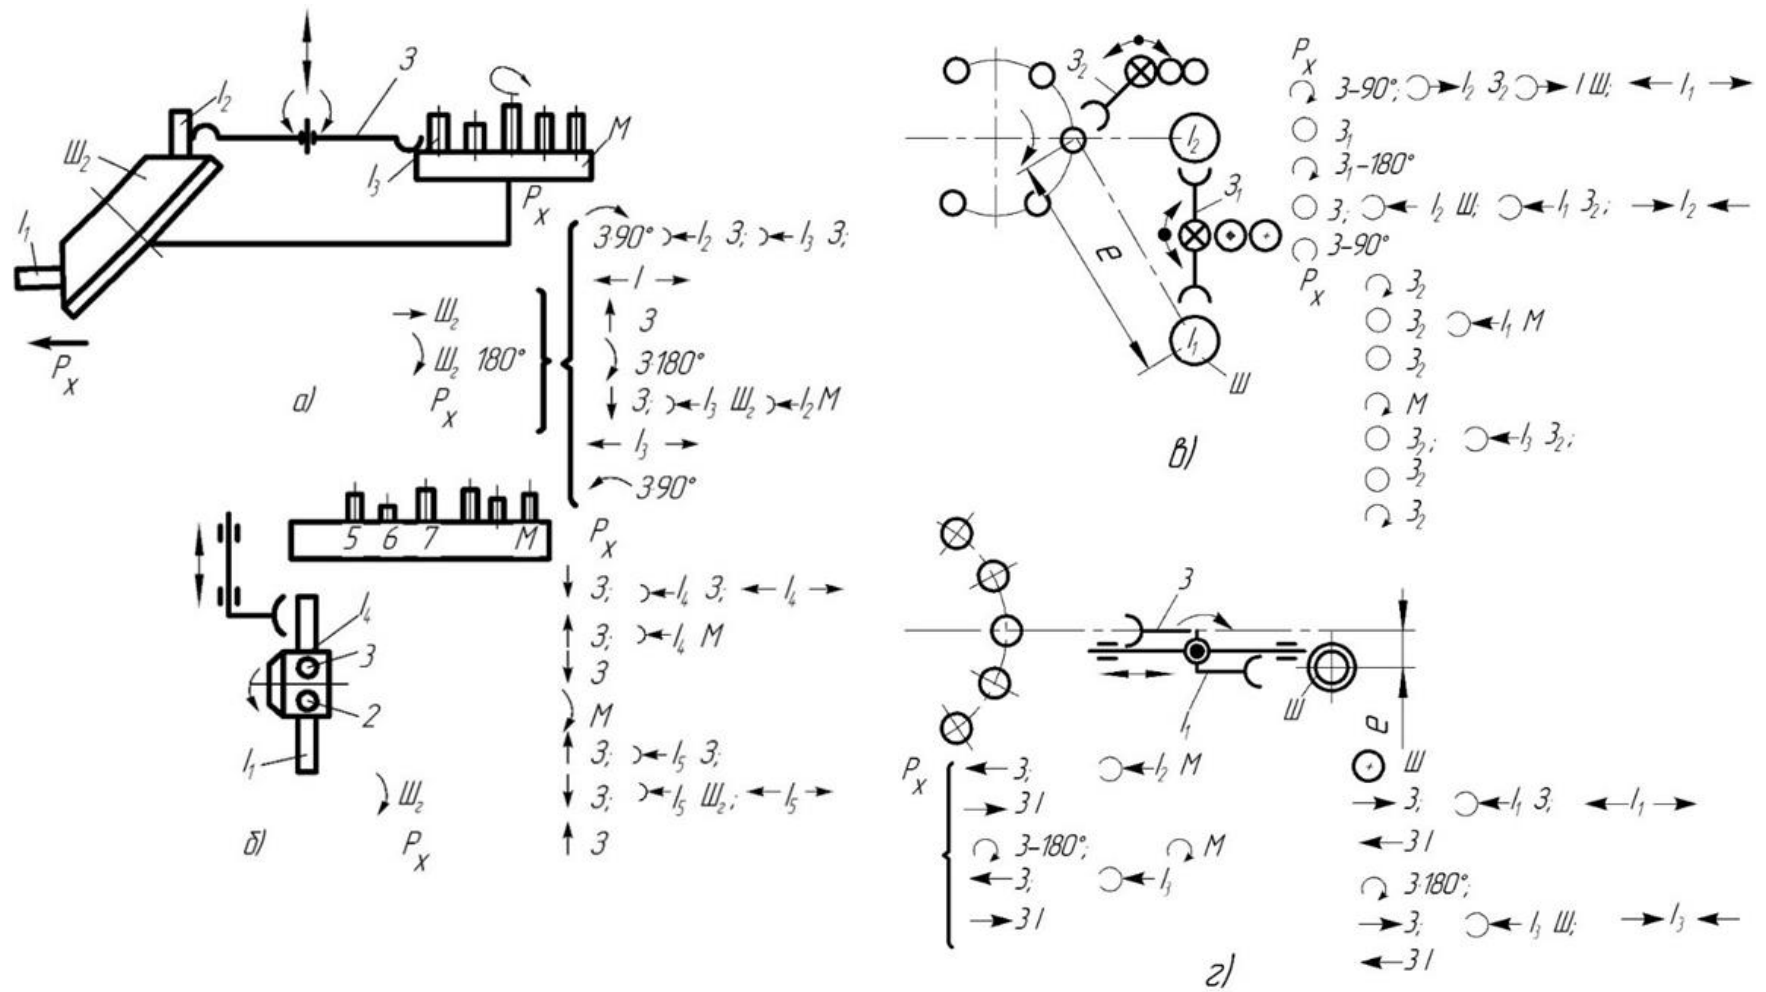 I₂
З
Ш₂
М
I₃
I₁
Pₓ
Pₓ
З·90° I₂ З; I₃ З;
I
Ш₂
З
Ш₂ 180°
З·180°
Pₓ
З; I₃ Ш₂ I₂ М
а)
I₃
З·90°
5 6 7 М
I₄
З
2
I₁
Ш₂
Pₓ
б)
Pₓ
З; I₄ З; I₄
З; I₄ М
З
М
З; I₅ З;
З; I₅ Ш₂; I₅
З
З₂
I₂
З₁
e
I₁
Ш
в)
Pₓ
З-90°; I₂ З₂ I Ш; I₁
З₁
З₁-180°
З; I₂ Ш; I₁ З₂; I₂
З-90°
Pₓ
З₂
З₂ I₁ М
З₂
М
З₂; I₃ З₂;
З₂
З₂
З
I₁
Ш
e
Pₓ
З; I₂ М
З I
З-180°; М
З; I₃
З I
Ш
З; I₁ З; I₁
З I
З·180°;
З; I₃ Ш; I₃
З I
г)